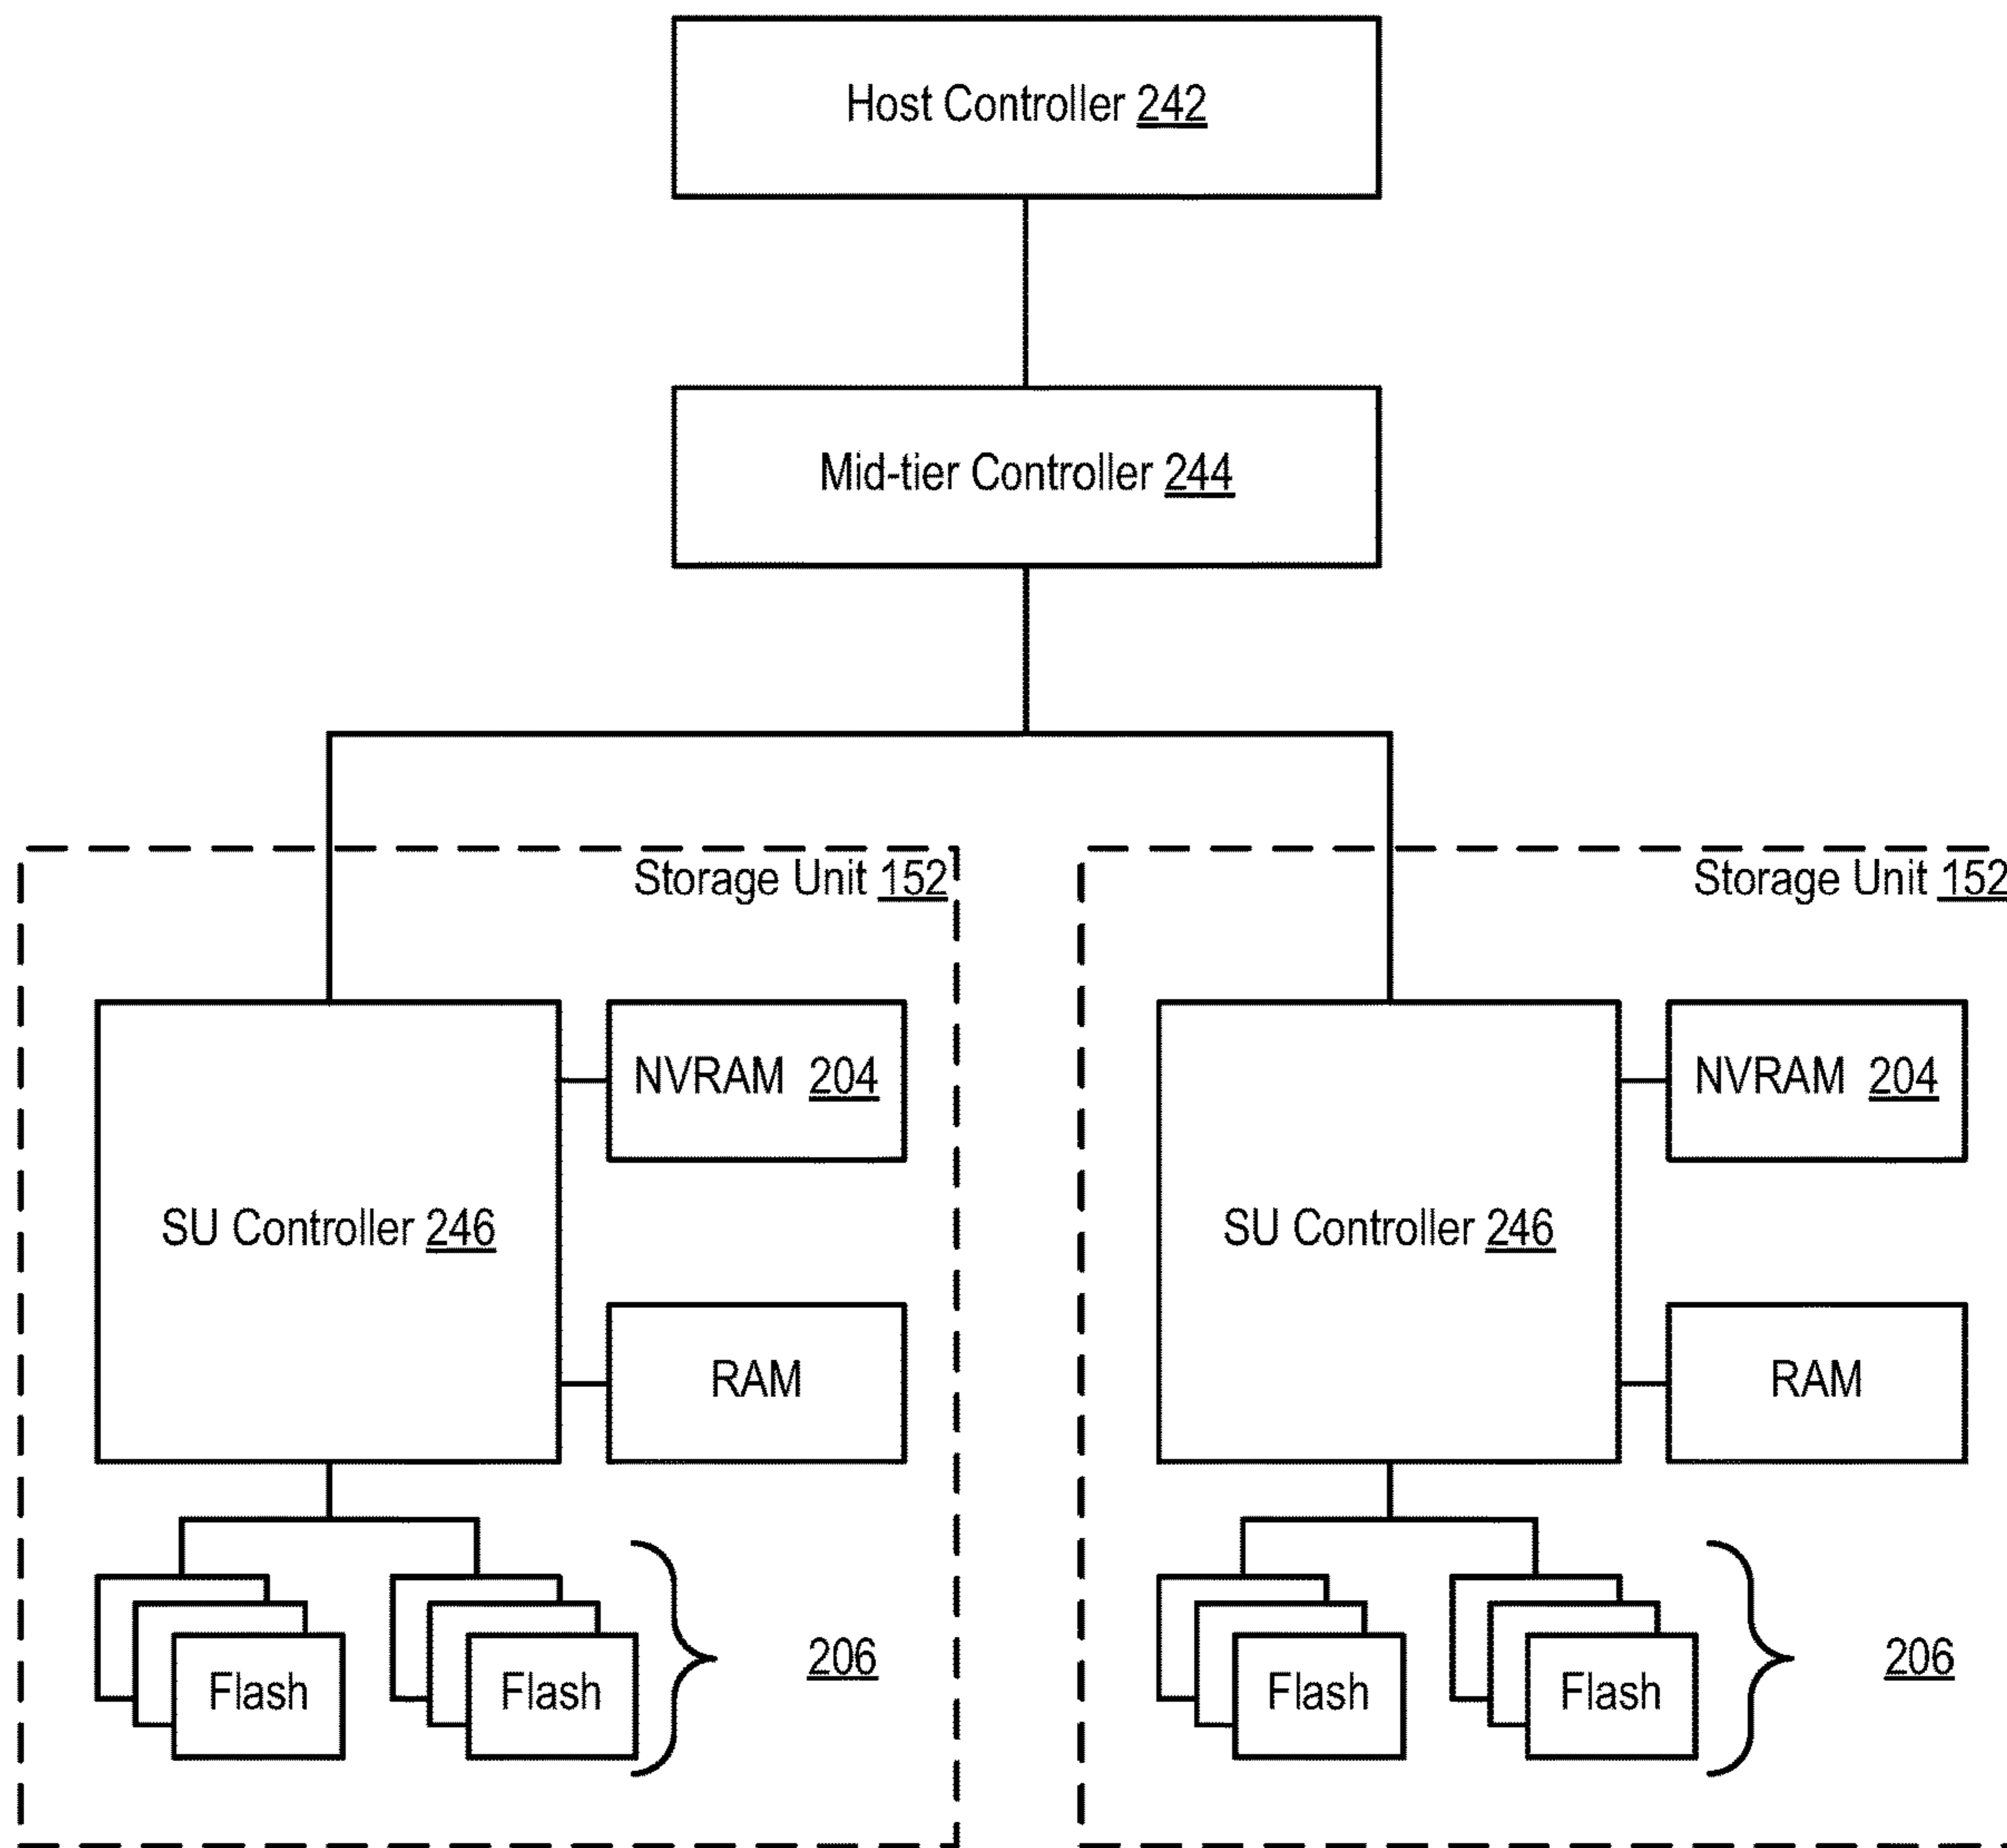 Host Controller 242
Mid-tier Controller 244
Storage Unit 152
Storage Unit 152
NVRAM 204
NVRAM 204
SU Controller 246
SU Controller 246
RAM
RAM
206
206
Flash
Flash
Flash
Flash